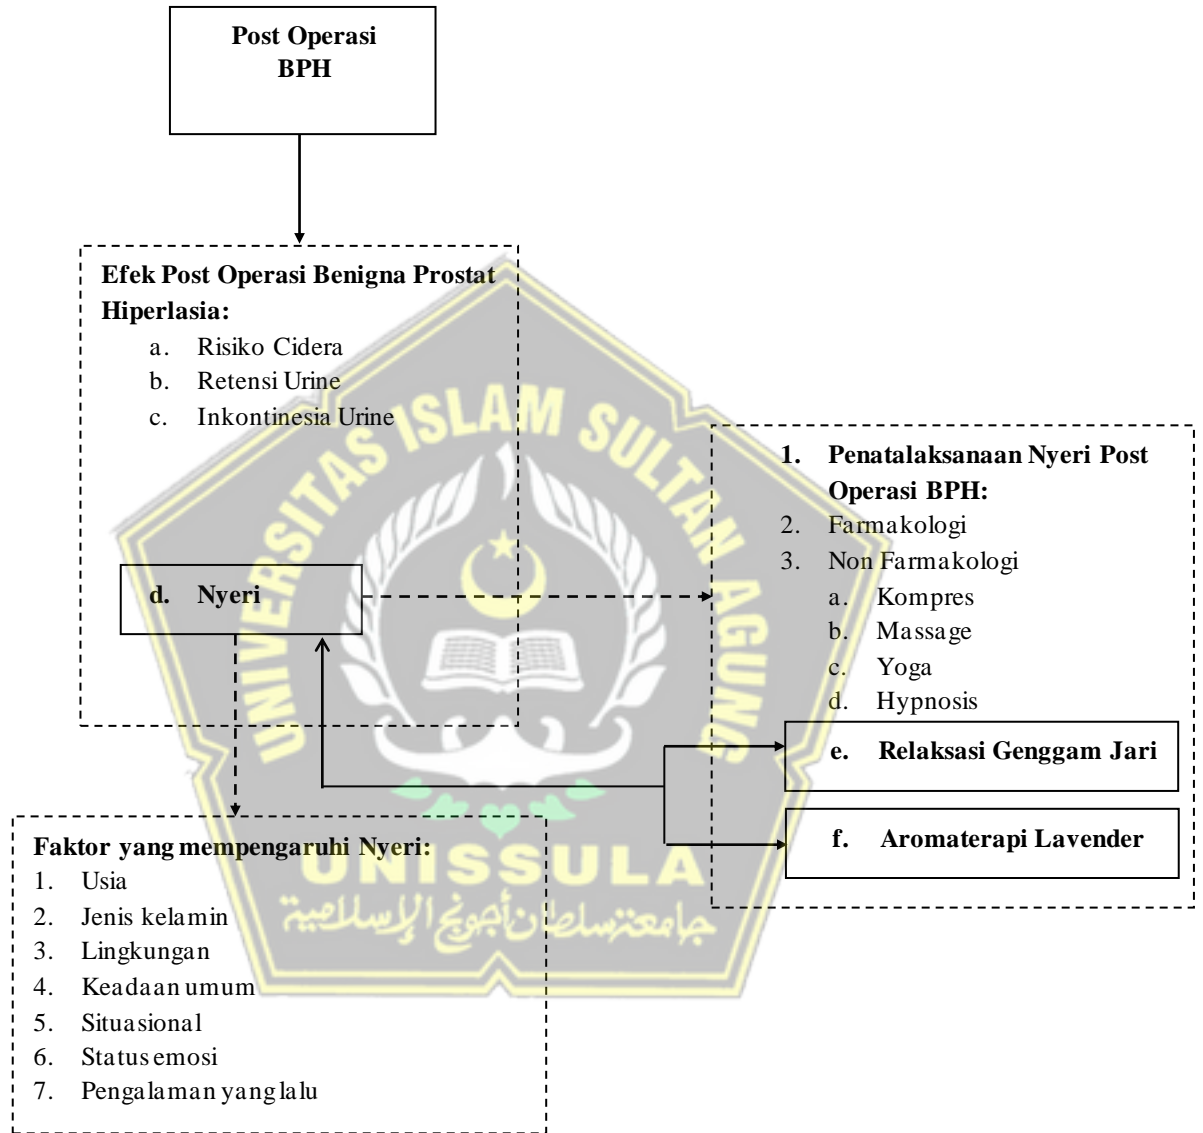 Post Operasi
BPH
Efek Post Operasi Benigna Prostat
Hiperlasia:
a. Risiko Cidera
b. Retensi Urine
c. Inkontinesia Urine
d. Nyeri
1. Penatalaksanaan Nyeri Post
Operasi BPH:
2. Farmakologi
3. Non Farmakologi
a. Kompres
b. Massage
c. Yoga
d. Hypnosis
e. Relaksasi Genggam Jari
f. Aromaterapi Lavender
Faktor yang mempengaruhi Nyeri:
1. Usia
2. Jenis kelamin
3. Lingkungan
4. Keadaan umum
5. Situasional
6. Status emosi
7. Pengalaman yang lalu
UNIVERSITAS ISLAM SULTAN AGUNG
UNISSULA
جامعة سلطان أجونج الإسلامية